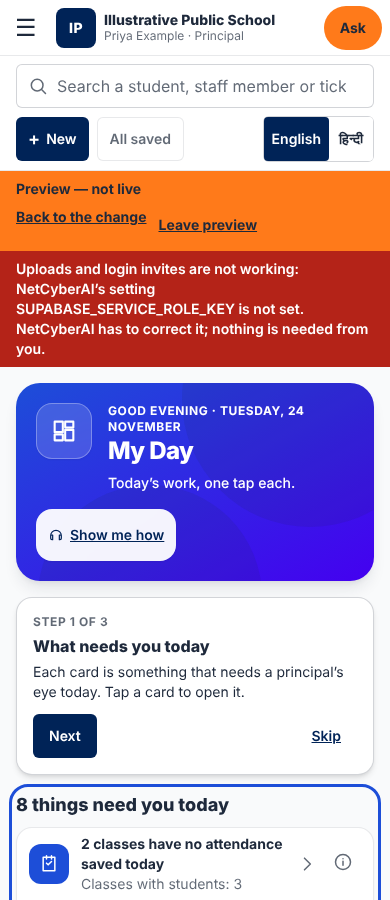 ☰ IP Illustrative Public School
Priya Example · Principal
Ask
Search a student, staff member or tick
+ New
All saved
English
हिन्दी
Preview — not live
Back to the change
Leave preview
Uploads and login invites are not working:
NetCyberAI’s setting
SUPABASE_SERVICE_ROLE_KEY is not set.
NetCyberAI has to correct it; nothing is needed from
you.
GOOD EVENING · TUESDAY, 24
NOVEMBER
My Day
Today’s work, one tap each.
Show me how
STEP 1 OF 3
What needs you today
Each card is something that needs a principal’s
eye today. Tap a card to open it.
Next
Skip
8 things need you today
2 classes have no attendance
saved today
Classes with students: 3